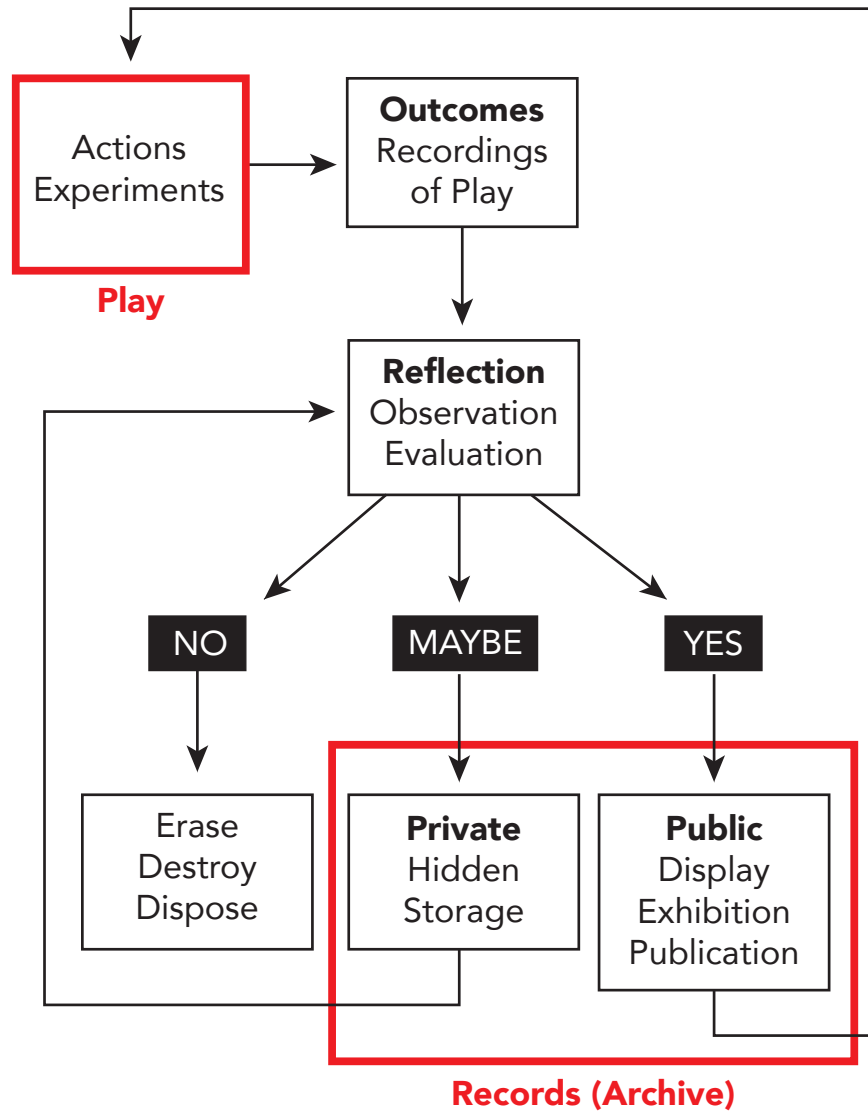 Actions
Experiments
Play
Outcomes
Recordings
of Play
Reflection
Observation
Evaluation
NO
MAYBE
YES
Erase
Destroy
Dispose
Private
Hidden
Storage
Public
Display
Exhibition
Publication
Records (Archive)